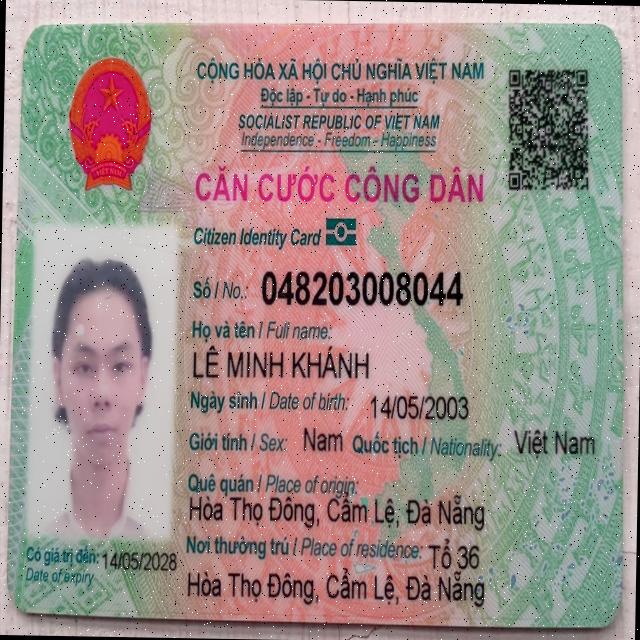 CỘNG HÒA XÃ HỘI CHỦ NGHĨA VIỆT NAM
Độc lập - Tự do - Hạnh phúc
SOCIALIST REPUBLIC OF VIET NAM
Independence - Freedom - Happiness
CĂN CƯỚC CÔNG DÂN
Citizen Identity Card
Số / No.: 048203008044
Họ và tên / Full name:
LÊ MINH KHÁNH
Ngày sinh / Date of birth: 14/05/2003
Giới tính / Sex: Nam Quốc tịch / Nationality: Việt Nam
Quê quán / Place of origin:
Hòa Thọ Đông, Cẩm Lệ, Đà Nẵng
Nơi thường trú / Place of residence: Tổ 36
Hòa Thọ Đông, Cẩm Lệ, Đà Nẵng
Có giá trị đến: 14/05/2028
Date of expiry
VIỆT NAM